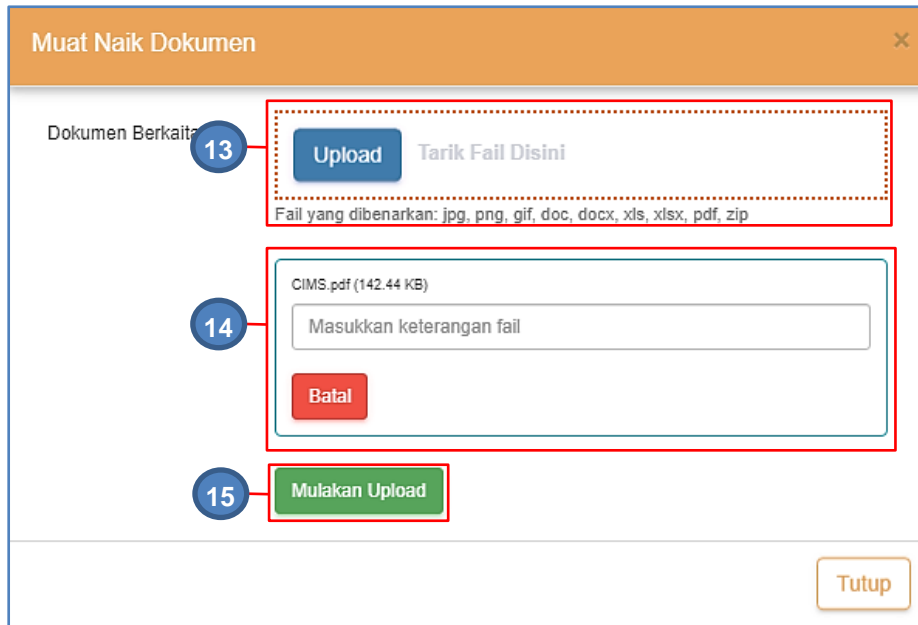 Muat Naik Dokumen ×
Dokumen Berkaita
13
Upload Tarik Fail Disini
Fail yang dibenarkan: jpg, png, gif, doc, docx, xls, xlsx, pdf, zip
CIMS.pdf (142.44 KB)
14
Masukkan keterangan fail
Batal
15
Mulakan Upload
Tutup